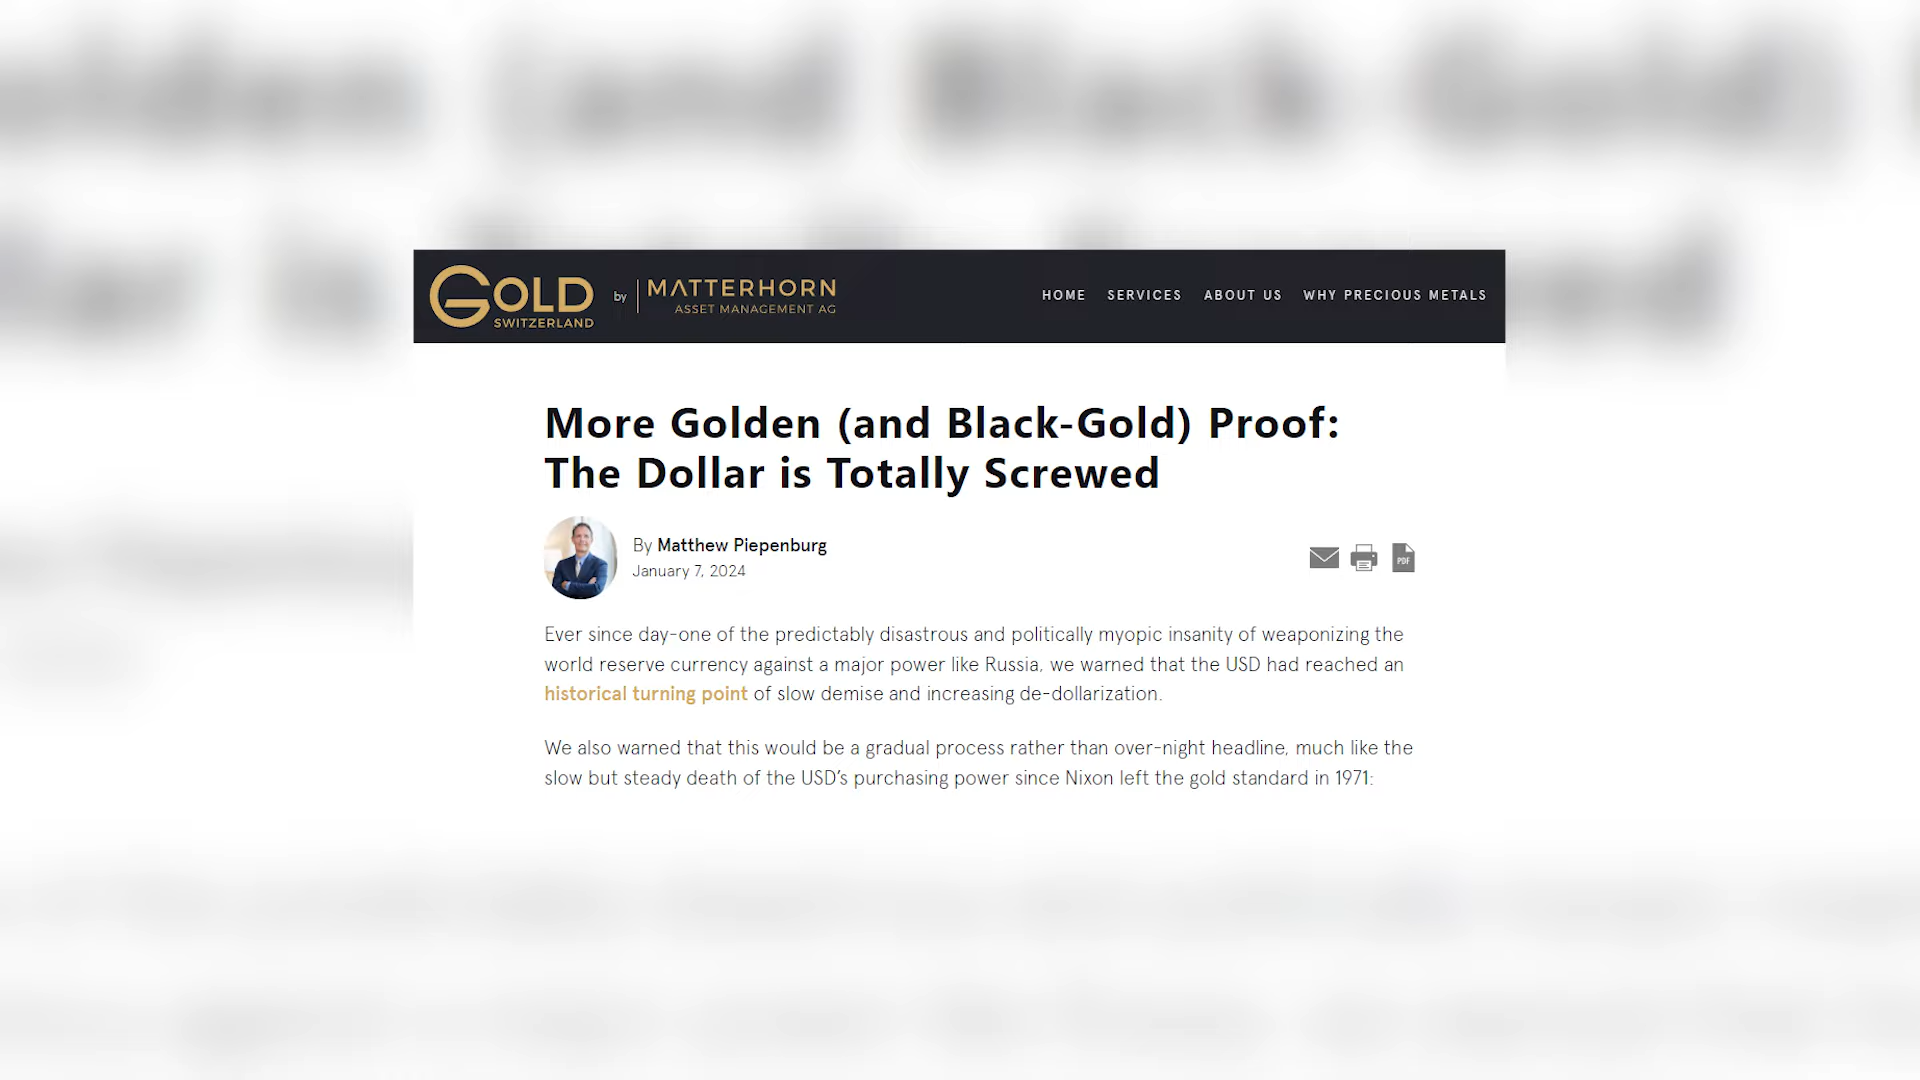 GOLD SWITZERLAND by MATTERHORN ASSET MANAGEMENT AG
HOME SERVICES ABOUT US WHY PRECIOUS METALS
More Golden (and Black-Gold) Proof:
The Dollar is Totally Screwed
By Matthew Piepenburg
January 7, 2024
PDF
Ever since day-one of the predictably disastrous and politically myopic insanity of weaponizing the
world reserve currency against a major power like Russia, we warned that the USD had reached an
historical turning point of slow demise and increasing de-dollarization.
We also warned that this would be a gradual process rather than over-night headline, much like the
slow but steady death of the USD’s purchasing power since Nixon left the gold standard in 1971: